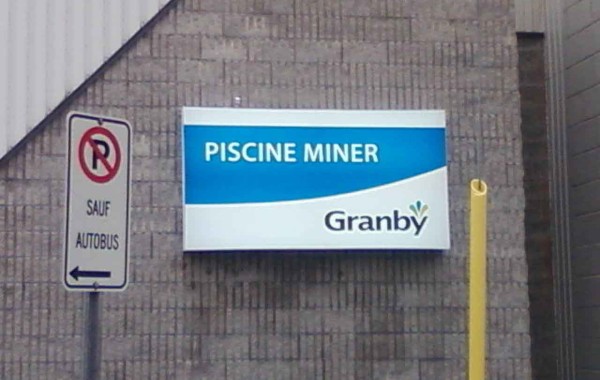 P
SAUF
AUTOBUS
PISCINE MINER
Granby